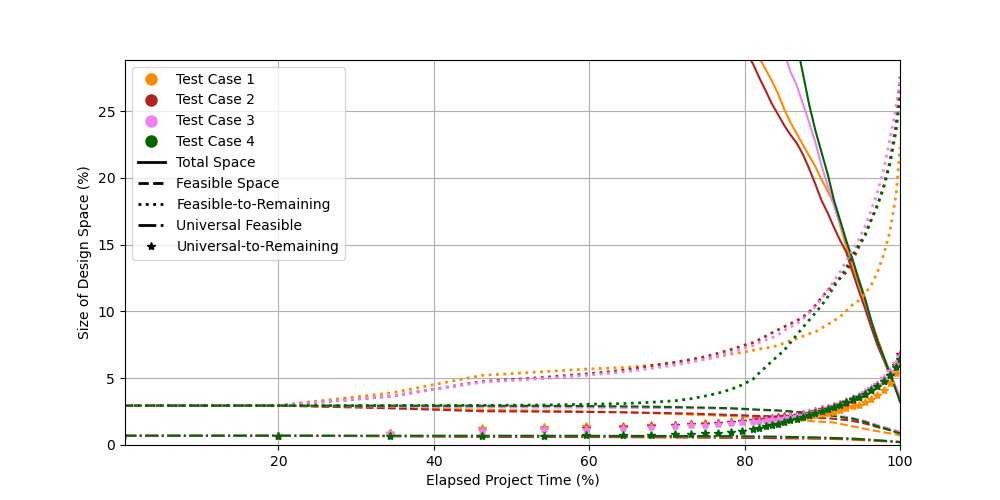 Test Case 1
Test Case 2
Test Case 3
Test Case 4
Total Space
Feasible Space
Feasible-to-Remaining
Universal Feasible
Universal-to-Remaining
Size of Design Space (%)
25
20
15
10
5
0
20
40
60
80
100
Elapsed Project Time (%)